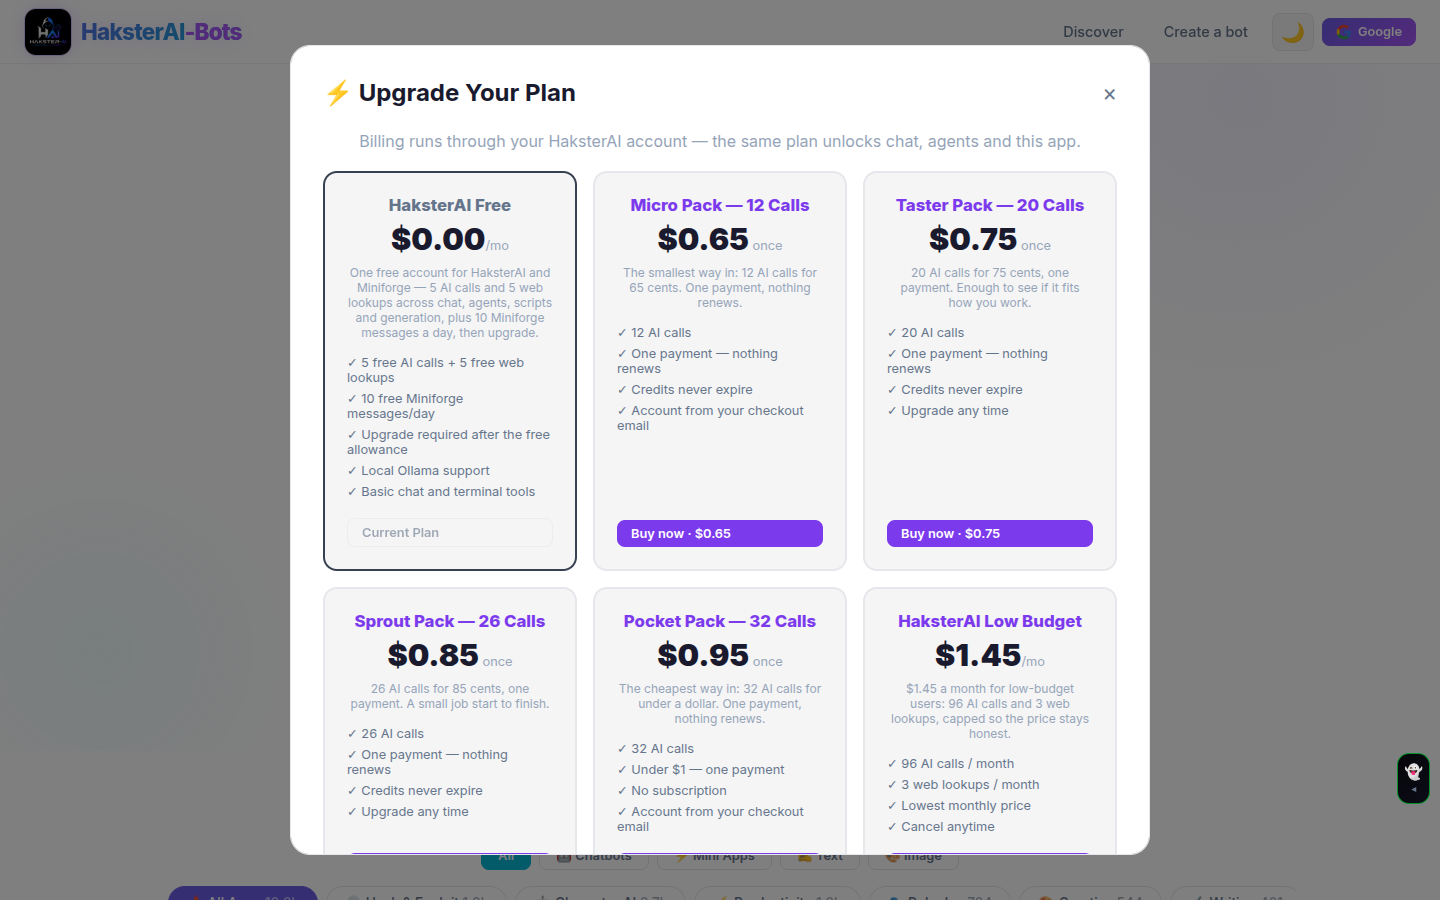 HAKSTER
HaksterAI-Bots
Discover
Create a bot
Google
⚡ Upgrade Your Plan
×
Billing runs through your HaksterAI account — the same plan unlocks chat, agents and this app.
HaksterAI Free
$0.00/mo
One free account for HaksterAI and
Miniforge — 5 AI calls and 5 web
lookups across chat, agents, scripts
and generation, plus 10 Miniforge
messages a day, then upgrade.
✓ 5 free AI calls + 5 free web
lookups
✓ 10 free Miniforge
messages/day
✓ Upgrade required after the free
allowance
✓ Local Ollama support
✓ Basic chat and terminal tools
Current Plan
Micro Pack — 12 Calls
$0.65 once
The smallest way in: 12 AI calls for
65 cents. One payment, nothing
renews.
✓ 12 AI calls
✓ One payment — nothing
renews
✓ Credits never expire
✓ Account from your checkout
email
Buy now · $0.65
Taster Pack — 20 Calls
$0.75 once
20 AI calls for 75 cents, one
payment. Enough to see if it fits
how you work.
✓ 20 AI calls
✓ One payment — nothing
renews
✓ Credits never expire
✓ Upgrade any time
Buy now · $0.75
Sprout Pack — 26 Calls
$0.85 once
26 AI calls for 85 cents, one
payment. A small job start to finish.
✓ 26 AI calls
✓ One payment — nothing
renews
✓ Credits never expire
✓ Upgrade any time
Pocket Pack — 32 Calls
$0.95 once
The cheapest way in: 32 AI calls for
under a dollar. One payment,
nothing renews.
✓ 32 AI calls
✓ Under $1 — one payment
✓ No subscription
✓ Account from your checkout
email
HaksterAI Low Budget
$1.45/mo
$1.45 a month for low-budget
users: 96 AI calls and 3 web
lookups, capped so the price stays
honest.
✓ 96 AI calls / month
✓ 3 web lookups / month
✓ Lowest monthly price
✓ Cancel anytime
All
Chatbots
Mini Apps
Text
Image